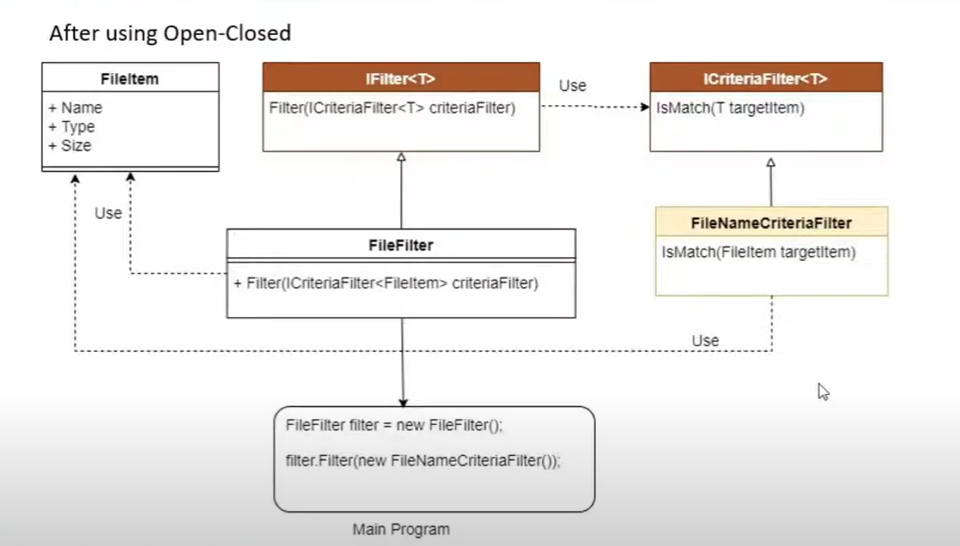 After using Open-Closed
FileItem
+ Name
+ Type
+ Size
IFilter<T>
Filter(ICriteriaFilter<T> criteriaFilter)
Use
ICriteriaFilter<T>
IsMatch(T targetItem)
Use
FileFilter
+ Filter(ICriteriaFilter<FileItem> criteriaFilter)
FileNameCriteriaFilter
IsMatch(FileItem targetItem)
Use
FileFilter filter = new FileFilter();
filter.Filter(new FileNameCriteriaFilter());
Main Program